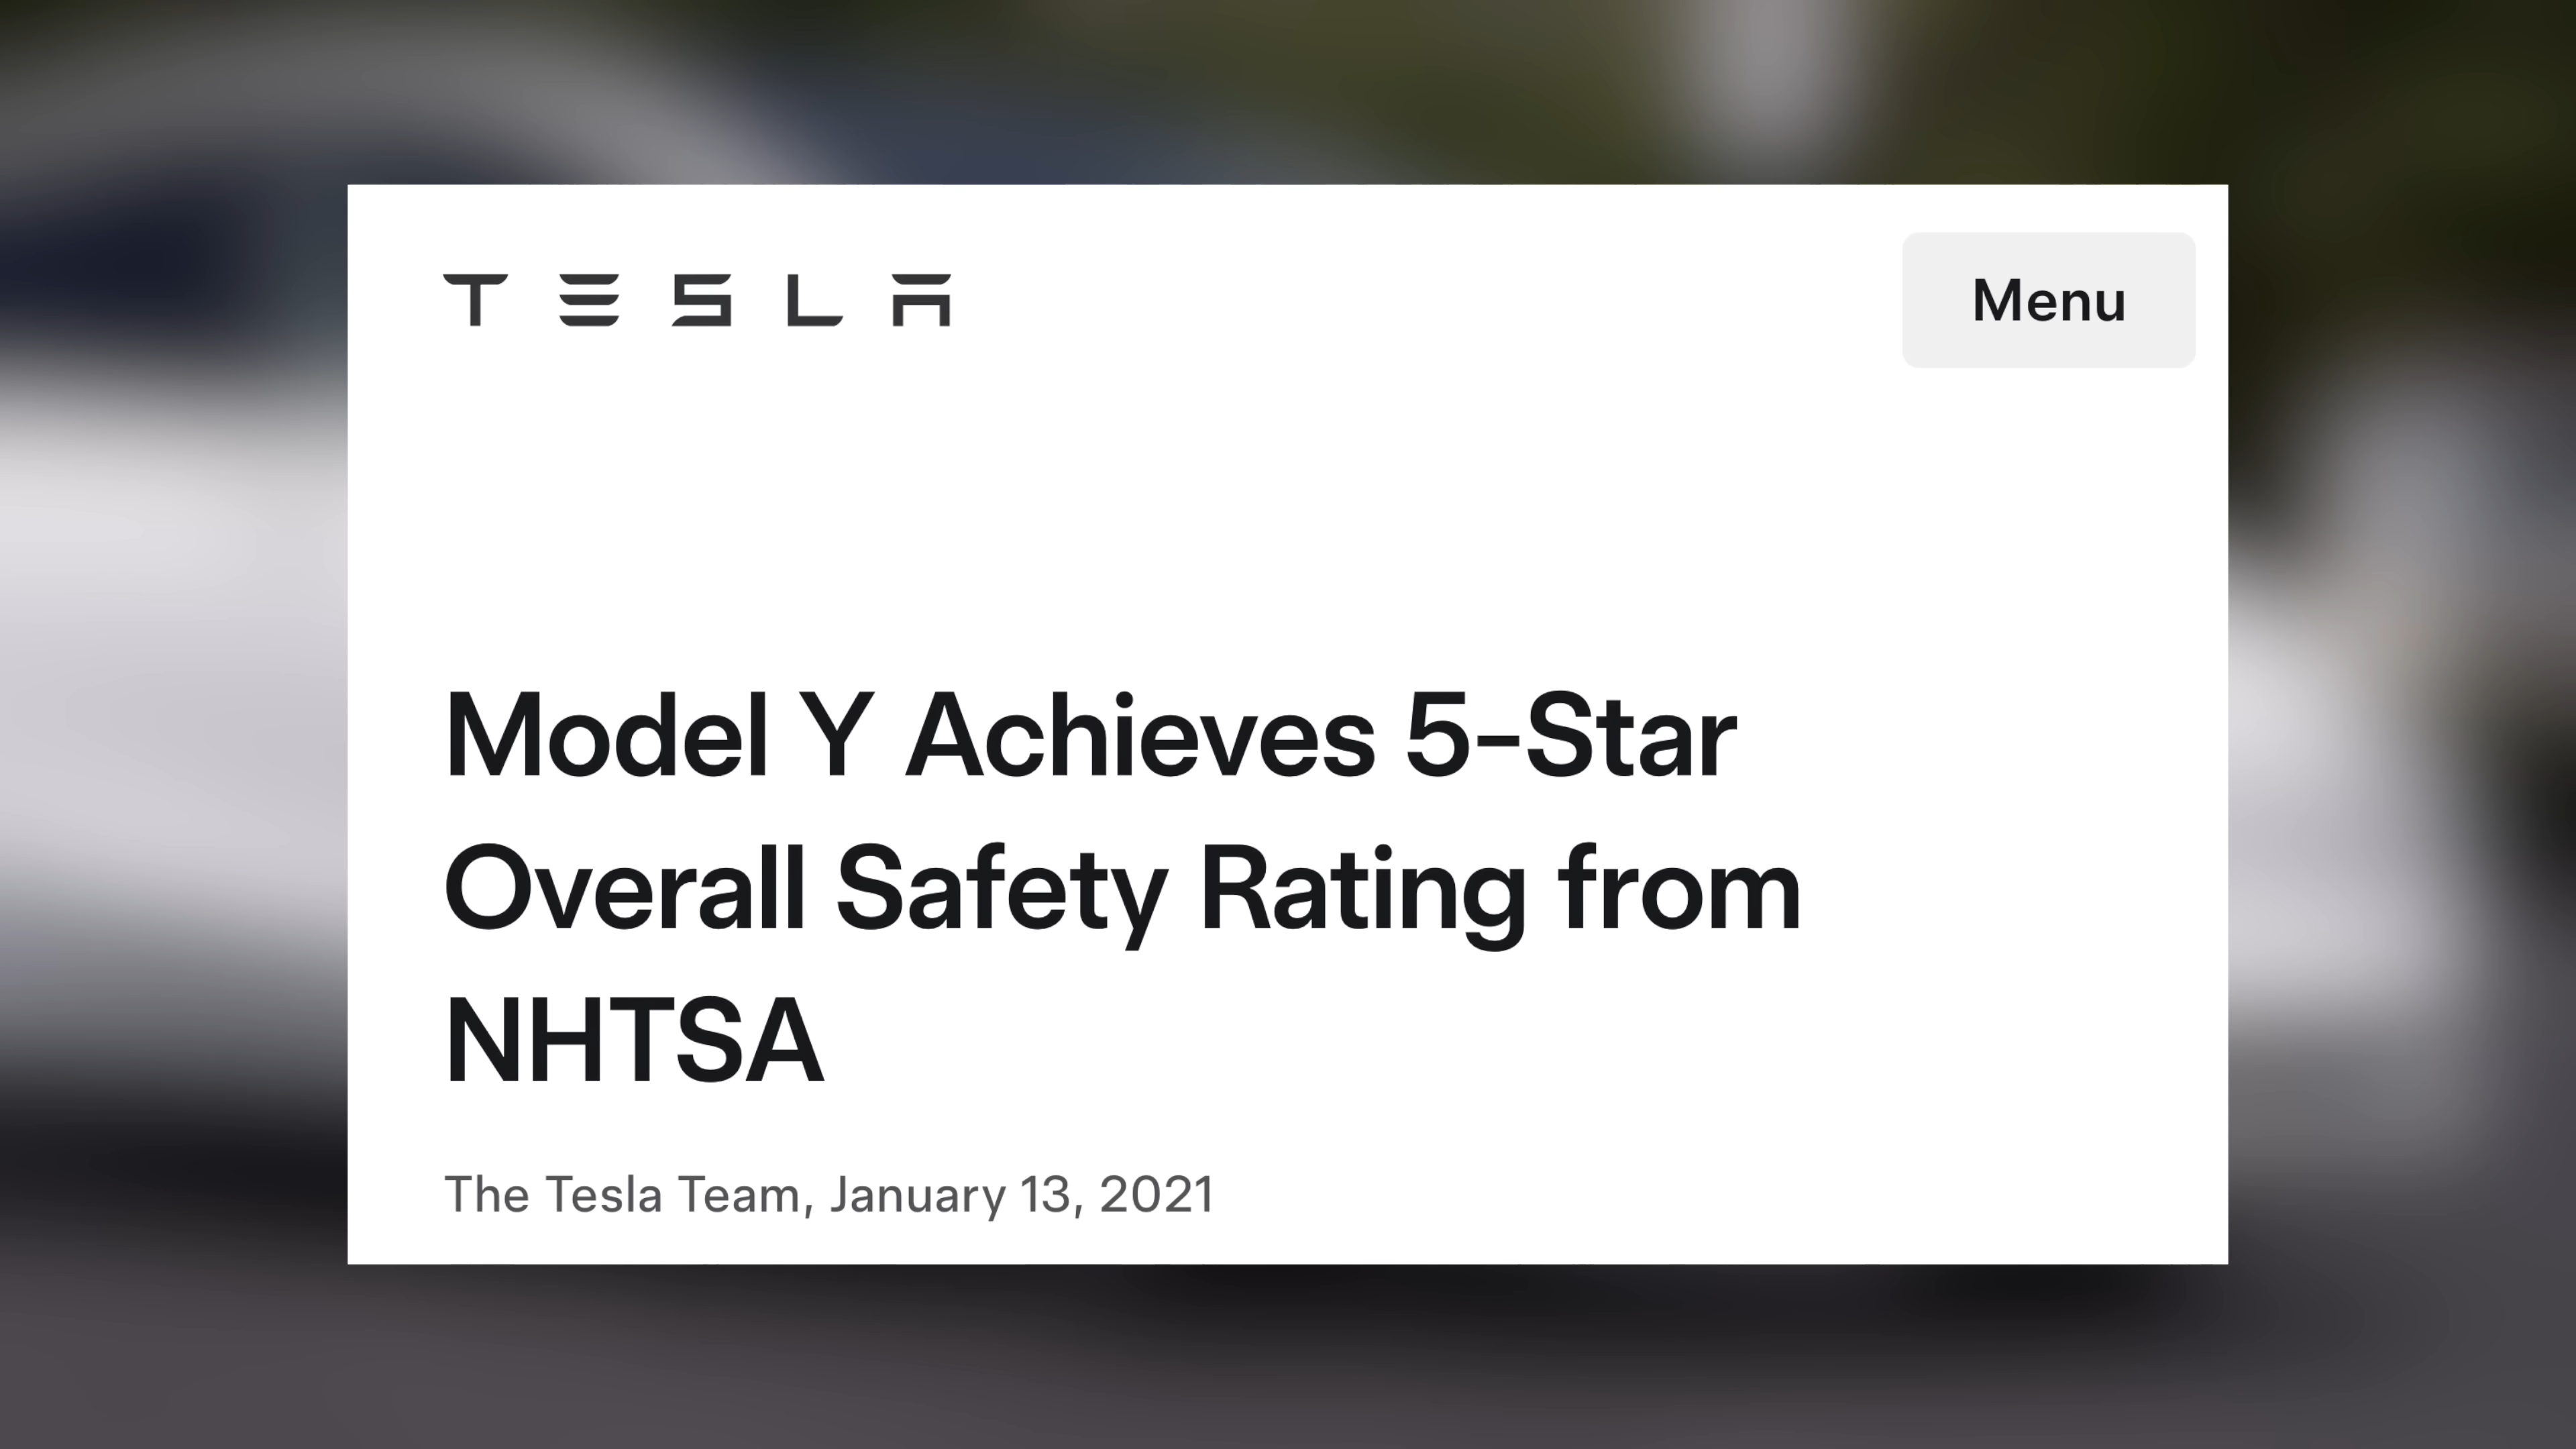 TESLA
Menu
Model Y Achieves 5-Star
Overall Safety Rating from
NHTSA
The Tesla Team, January 13, 2021